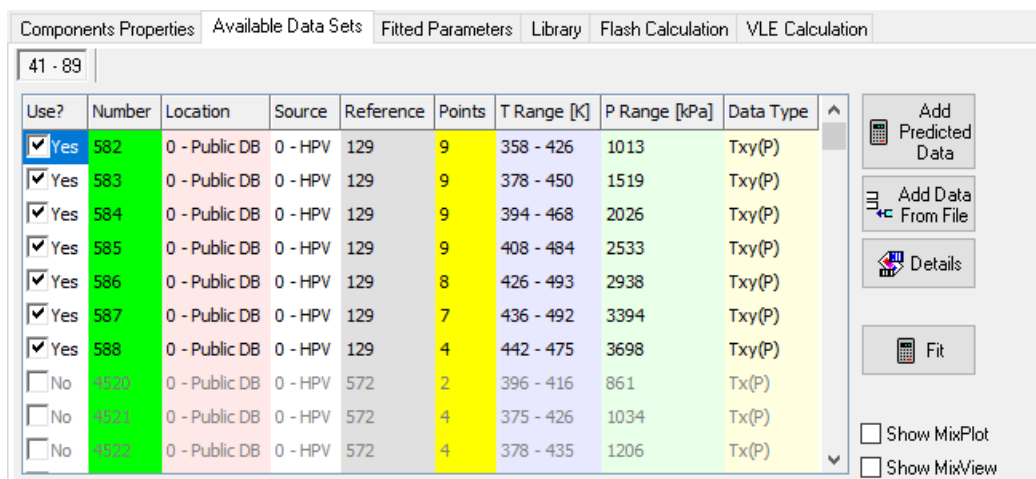 Components Properties Available Data Sets Fitted Parameters Library Flash Calculation VLE Calculation
41 - 89
Use? Number Location Source Reference Points T Range [K] P Range [kPa] Data Type
Yes 582 0 - Public DB 0 - HPV 129 9 358 - 426 1013 Txy(P)
Yes 583 0 - Public DB 0 - HPV 129 9 378 - 450 1519 Txy(P)
Yes 584 0 - Public DB 0 - HPV 129 9 394 - 468 2026 Txy(P)
Yes 585 0 - Public DB 0 - HPV 129 9 408 - 484 2533 Txy(P)
Yes 586 0 - Public DB 0 - HPV 129 8 426 - 493 2938 Txy(P)
Yes 587 0 - Public DB 0 - HPV 129 7 436 - 492 3394 Txy(P)
Yes 588 0 - Public DB 0 - HPV 129 4 442 - 475 3698 Txy(P)
No 4520 0 - Public DB 0 - HPV 572 2 396 - 416 861 Tx(P)
No 4521 0 - Public DB 0 - HPV 572 4 375 - 426 1034 Tx(P)
No 4522 0 - Public DB 0 - HPV 572 4 378 - 435 1206 Tx(P)
Add
Predicted
Data
Add Data
From File
Details
Fit
Show MixPlot
Show MixView